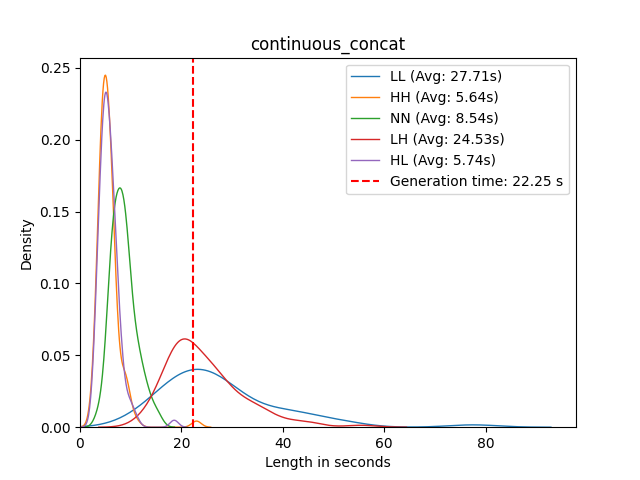 continuous_concat
0.25
0.20
0.15
0.10
0.05
0.00
Density
LL (Avg: 27.71s)
HH (Avg: 5.64s)
NN (Avg: 8.54s)
LH (Avg: 24.53s)
HL (Avg: 5.74s)
Generation time: 22.25 s
0 20 40 60 80
Length in seconds